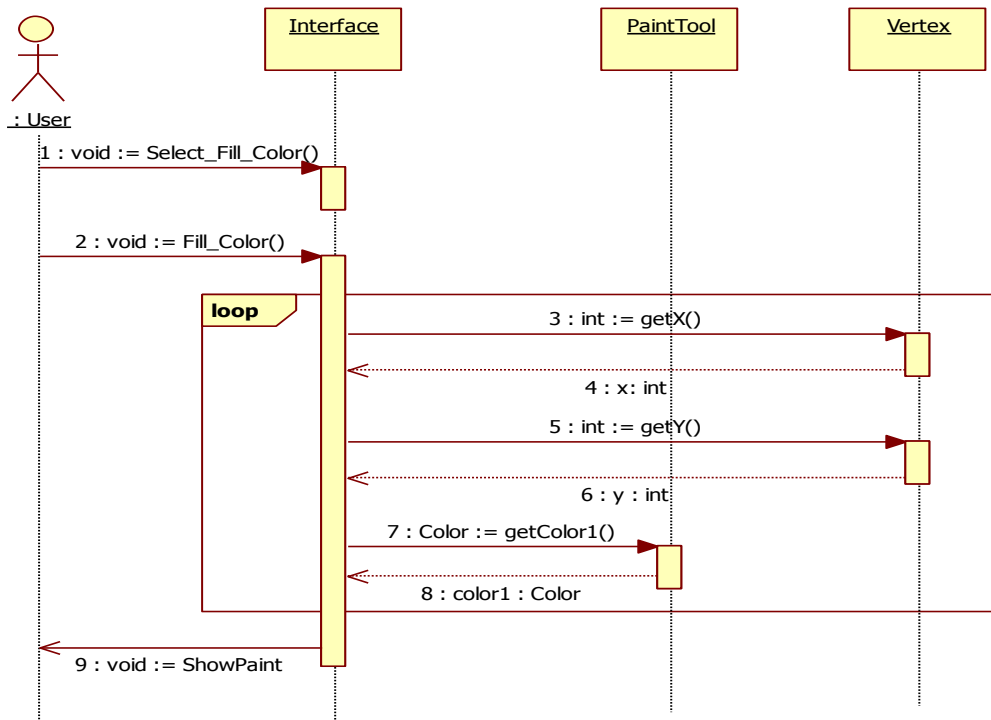 Interface
PaintTool
Vertex
: User
1 : void := Select_Fill_Color()
2 : void := Fill_Color()
loop
3 : int := getX()
4 : x: int
5 : int := getY()
6 : y : int
7 : Color := getColor1()
8 : color1 : Color
9 : void := ShowPaint